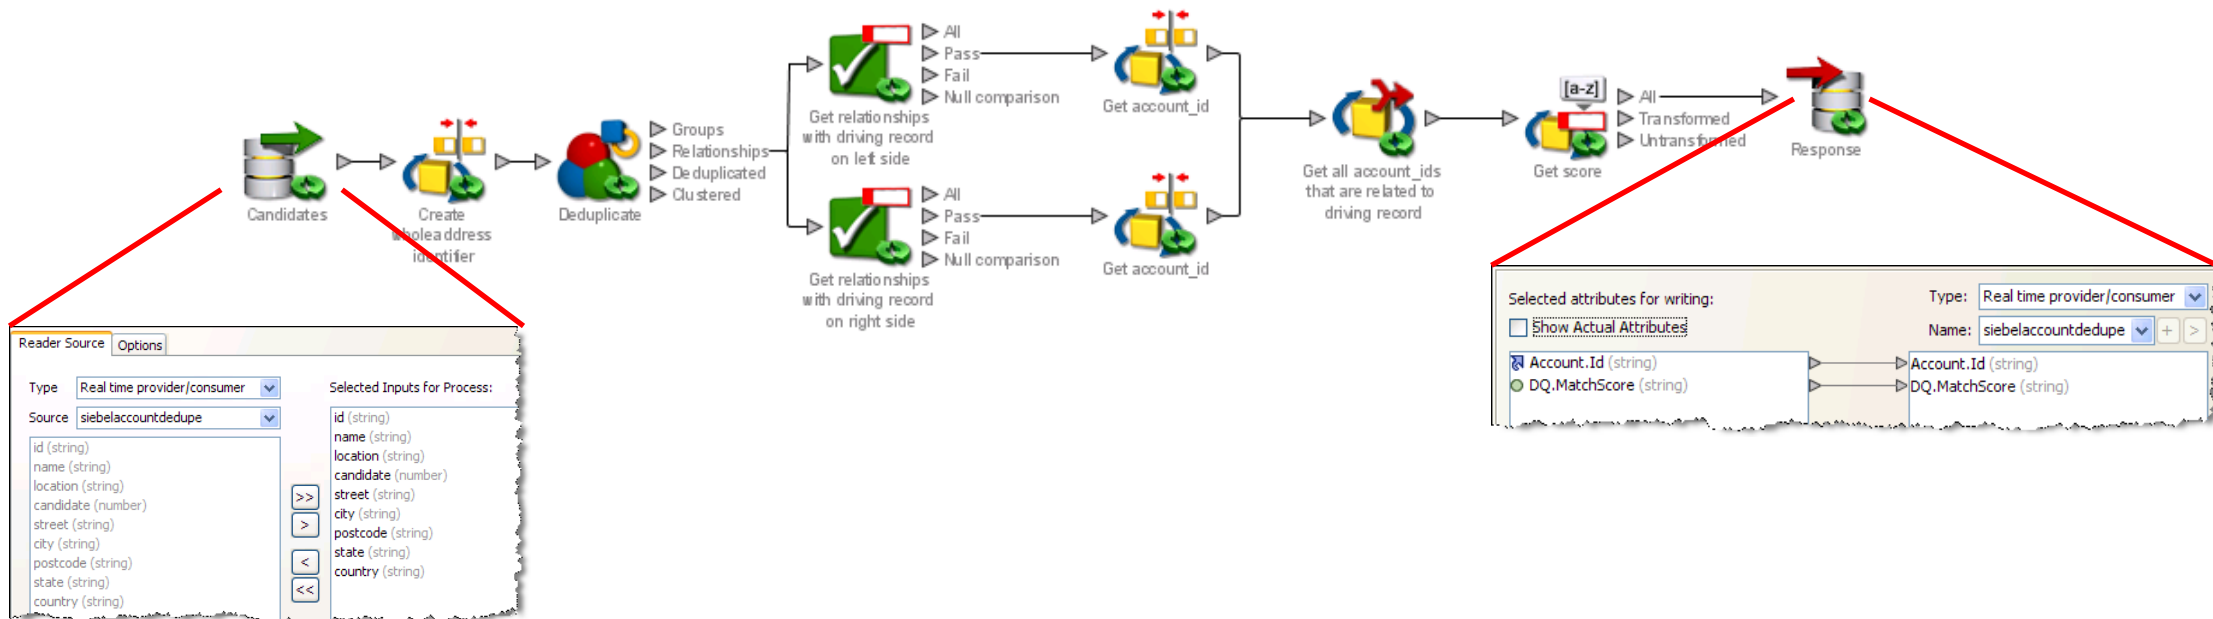 Candidates
Create
wholeaddress
identifier
Deduplicate
Groups
Relationships
Deduplicated
Clustered
Get relationships
with driving record
on left side
All
Pass
Fail
Null comparison
Get account_id
Get relationships
with driving record
on right side
All
Pass
Fail
Null comparison
Get account_id
Get all account_ids
that are related to
driving record
[a-z]
Get score
All
Transformed
Untransformed
Response
Reader Source
Options
Type
Real time provider/consumer
Source
siebelaccountdedupe
id (string)
name (string)
location (string)
candidate (number)
street (string)
city (string)
postcode (string)
state (string)
country (string)
>>
>
<
<<
Selected Inputs for Process:
id (string)
name (string)
location (string)
candidate (number)
street (string)
city (string)
postcode (string)
state (string)
country (string)
Selected attributes for writing:
Show Actual Attributes
Type: Real time provider/consumer
Name: siebelaccountdedupe + >
Account.Id (string)
DQ.MatchScore (string)
Account.Id (string)
DQ.MatchScore (string)